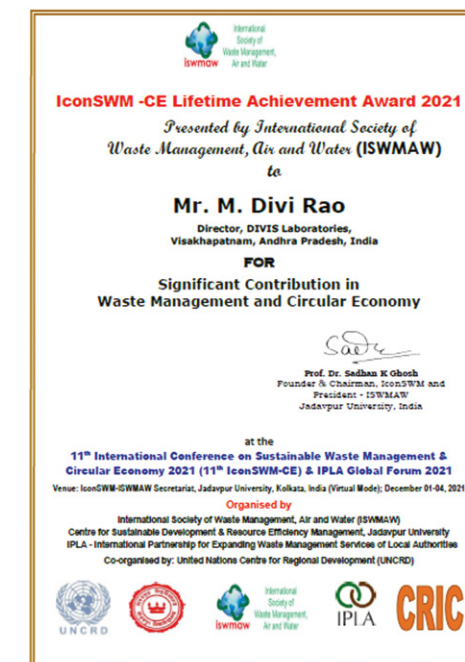 International
Society of
Waste Management,
Air and Water
iswmaw
IconSWM -CE Lifetime Achievement Award 2021
Presented by International Society of
Waste Management, Air and Water (ISWMAW)
to
Mr. M. Divi Rao
Director, DIVIS Laboratories,
Visakhapatnam, Andhra Pradesh, India
FOR
Significant Contribution in
Waste Management and Circular Economy
Prof. Dr. Sadhan K Ghosh
Founder & Chairman, IconSWM and
President - ISWMAW
Jadavpur University, India
at the
11th International Conference on Sustainable Waste Management &
Circular Economy 2021 (11th IconSWM-CE) & IPLA Global Forum 2021
Venue: IconSWM-ISWMAW Secretariat, Jadavpur University, Kolkata, India (Virtual Mode); December 01-04, 2021
Organised by
International Society of Waste Management, Air and Water (ISWMAW)
Centre for Sustainable Development & Resource Efficiency Management, Jadavpur University
IPLA - International Partnership for Expanding Waste Management Services of Local Authorities
Co-organised by: United Nations Centre for Regional Development (UNCRD)
UNCRD
iswmaw
International
Society of
Waste Management,
Air and Water
IPLA
CRIC